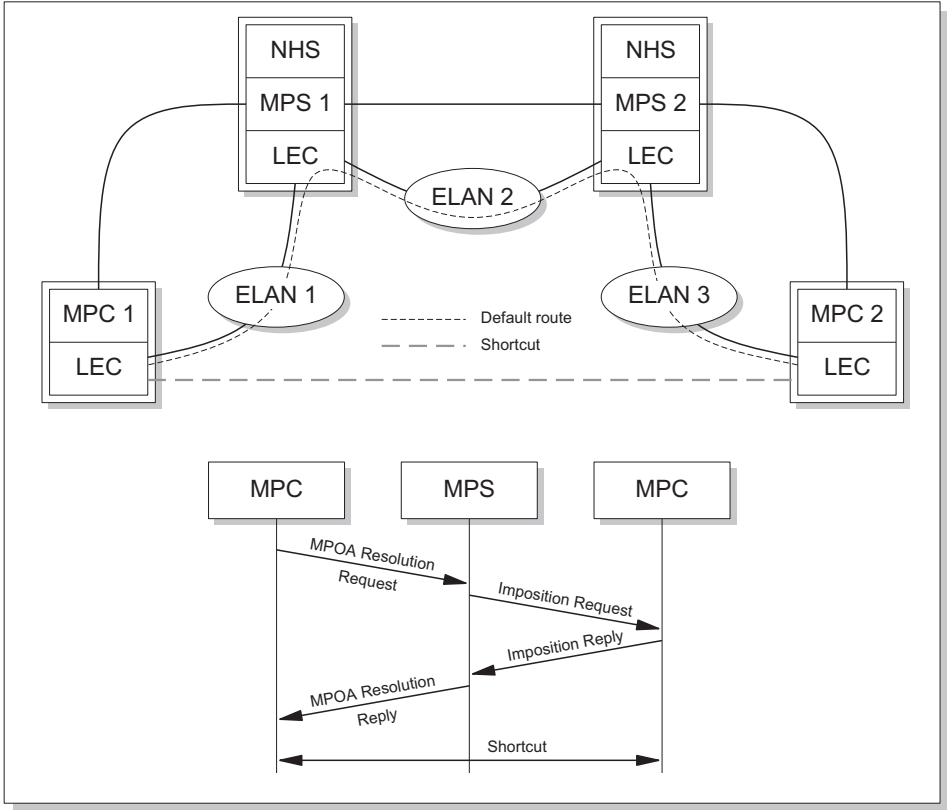 NHS
MPS 1
LEC
NHS
MPS 2
LEC
ELAN 2
ELAN 1
ELAN 3
MPC 1
LEC
MPC 2
LEC
Default route
Shortcut
MPC
MPS
MPC
MPOA Resolution
Request
Imposition Request
Imposition Reply
MPOA Resolution
Reply
Shortcut